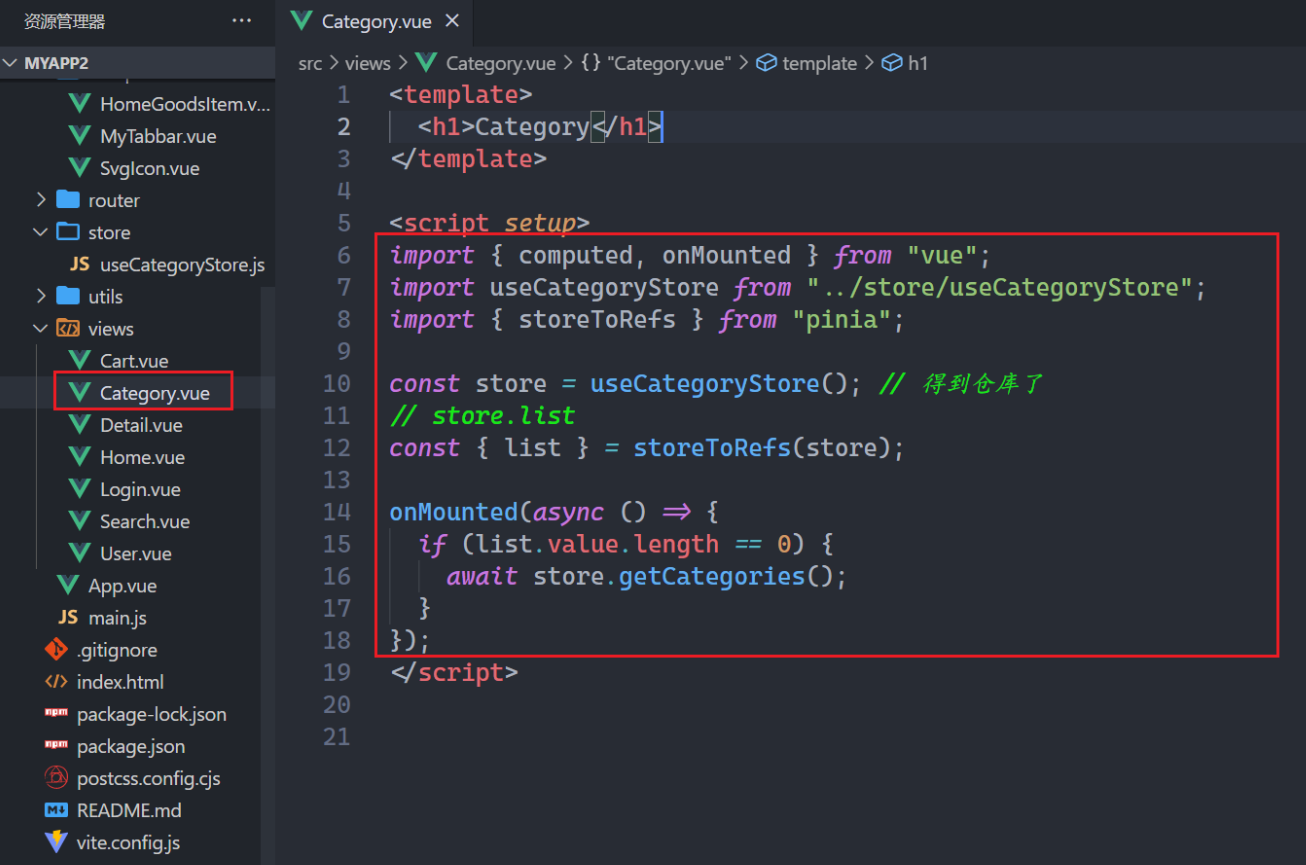 资源管理器
···
MYAPP2
HomeGoodsItem.v...
MyTabbar.vue
SvgIcon.vue
router
store
JS useCategoryStore.js
utils
views
Cart.vue
Category.vue
Detail.vue
Home.vue
Login.vue
Search.vue
User.vue
App.vue
JS main.js
.gitignore
index.html
npm package-lock.json
npm package.json
postcss.config.cjs
M↓ README.md
vite.config.js
Category.vue ×
src > views > Category.vue > {} "Category.vue" > template > h1
1 <template>
2 <h1>Category</h1>
3 </template>
4
5 <script setup>
6 import { computed, onMounted } from "vue";
7 import useCategoryStore from "../store/useCategoryStore";
8 import { storeToRefs } from "pinia";
9
10 const store = useCategoryStore(); // 得到仓库了
11 // store.list
12 const { list } = storeToRefs(store);
13
14 onMounted(async () => {
15 if (list.value.length == 0) {
16 await store.getCategories();
17 }
18 });
19 </script>
20
21